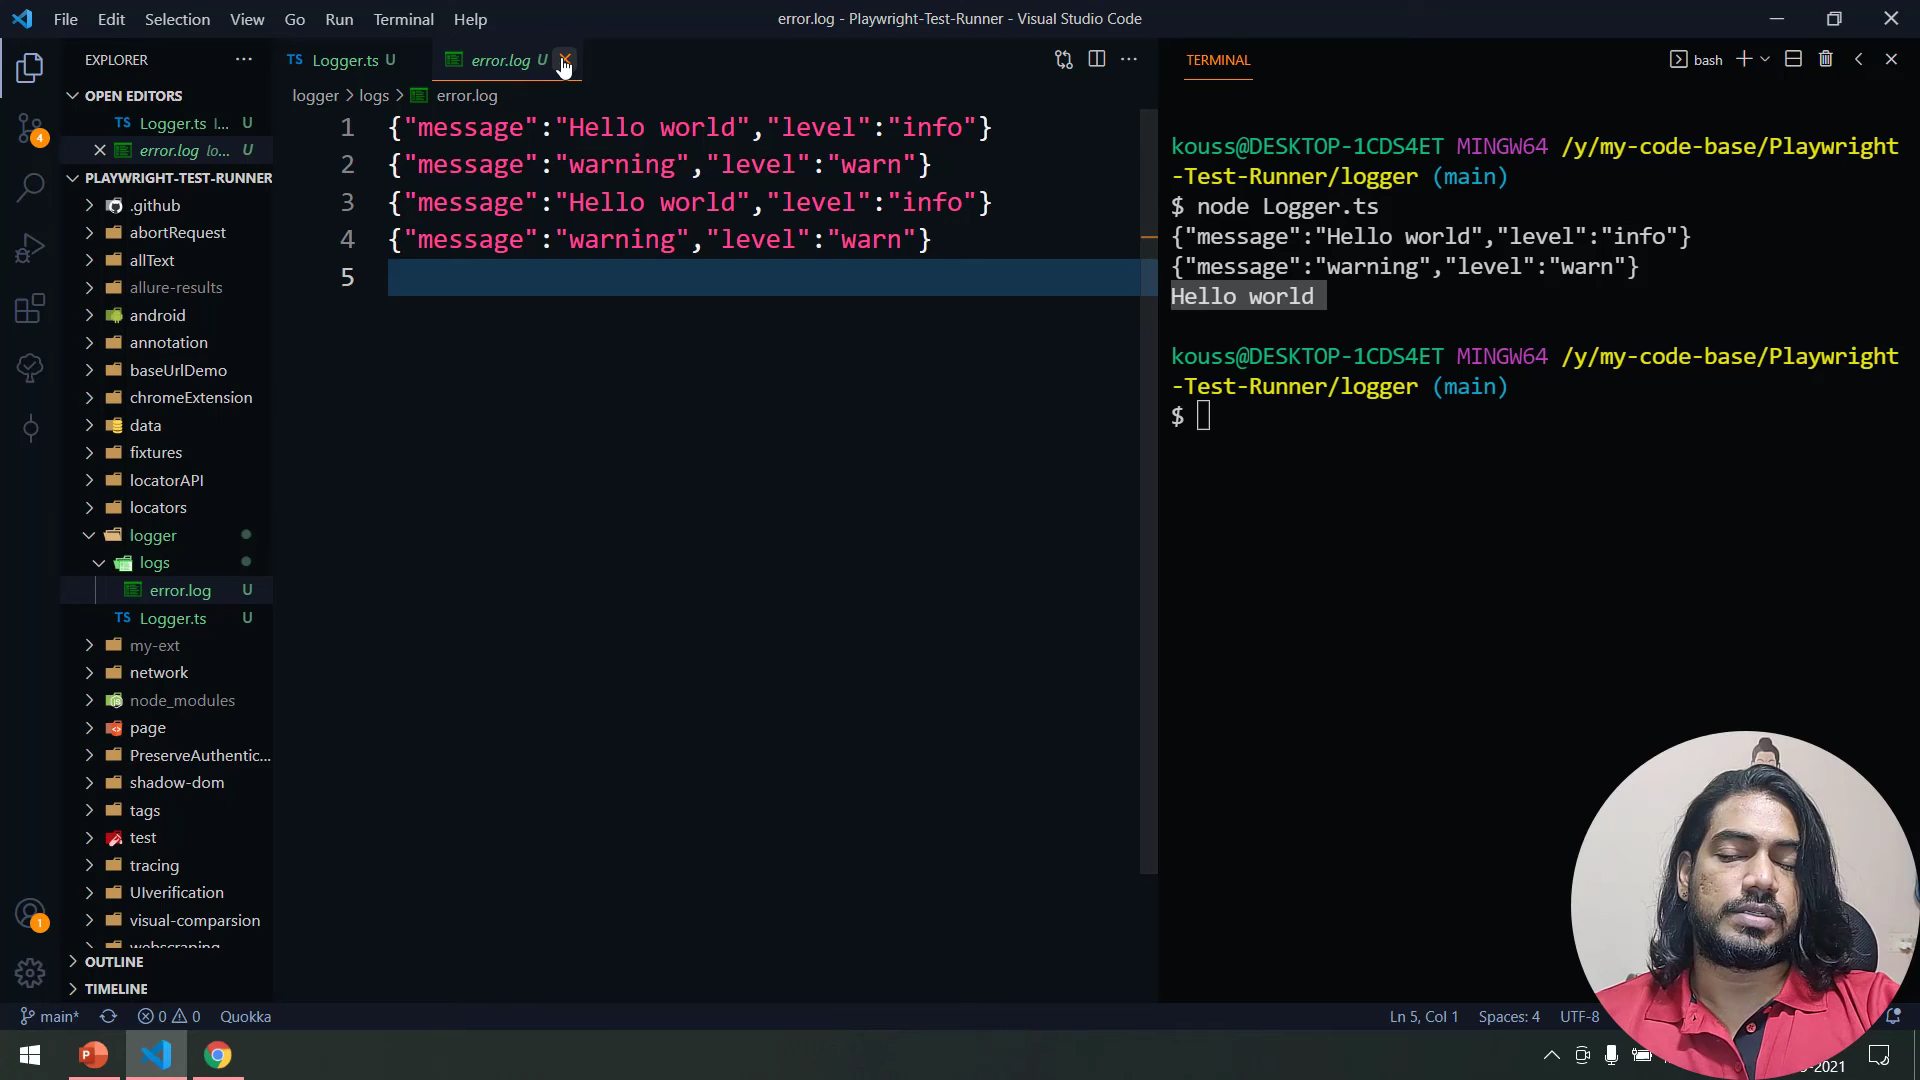 File Edit Selection View Go Run Terminal Help
error.log - Playwright-Test-Runner - Visual Studio Code
EXPLORER
OPEN EDITORS
TS Logger.ts l... U
error.log lo... U
PLAYWRIGHT-TEST-RUNNER
.github
abortRequest
allText
allure-results
android
annotation
baseUrlDemo
chromeExtension
data
fixtures
locatorAPI
locators
logger
logs
error.log U
TS Logger.ts U
my-ext
network
node_modules
page
PreserveAuthentic...
shadow-dom
tags
test
tracing
UIverification
visual-comparsion
webscraping
OUTLINE
TIMELINE
4
1
TS Logger.ts U
error.log U
logger > logs > error.log
1 {"message":"Hello world","level":"info"}
2 {"message":"warning","level":"warn"}
3 {"message":"Hello world","level":"info"}
4 {"message":"warning","level":"warn"}
5
TERMINAL
bash
kouss@DESKTOP-1CDS4ET MINGW64 /y/my-code-base/Playwright
-Test-Runner/logger (main)
$ node Logger.ts
{"message":"Hello world","level":"info"}
{"message":"warning","level":"warn"}
Hello world
kouss@DESKTOP-1CDS4ET MINGW64 /y/my-code-base/Playwright
-Test-Runner/logger (main)
$
main* 0 0 Quokka
Ln 5, Col 1 Spaces: 4 UTF-8
-2021